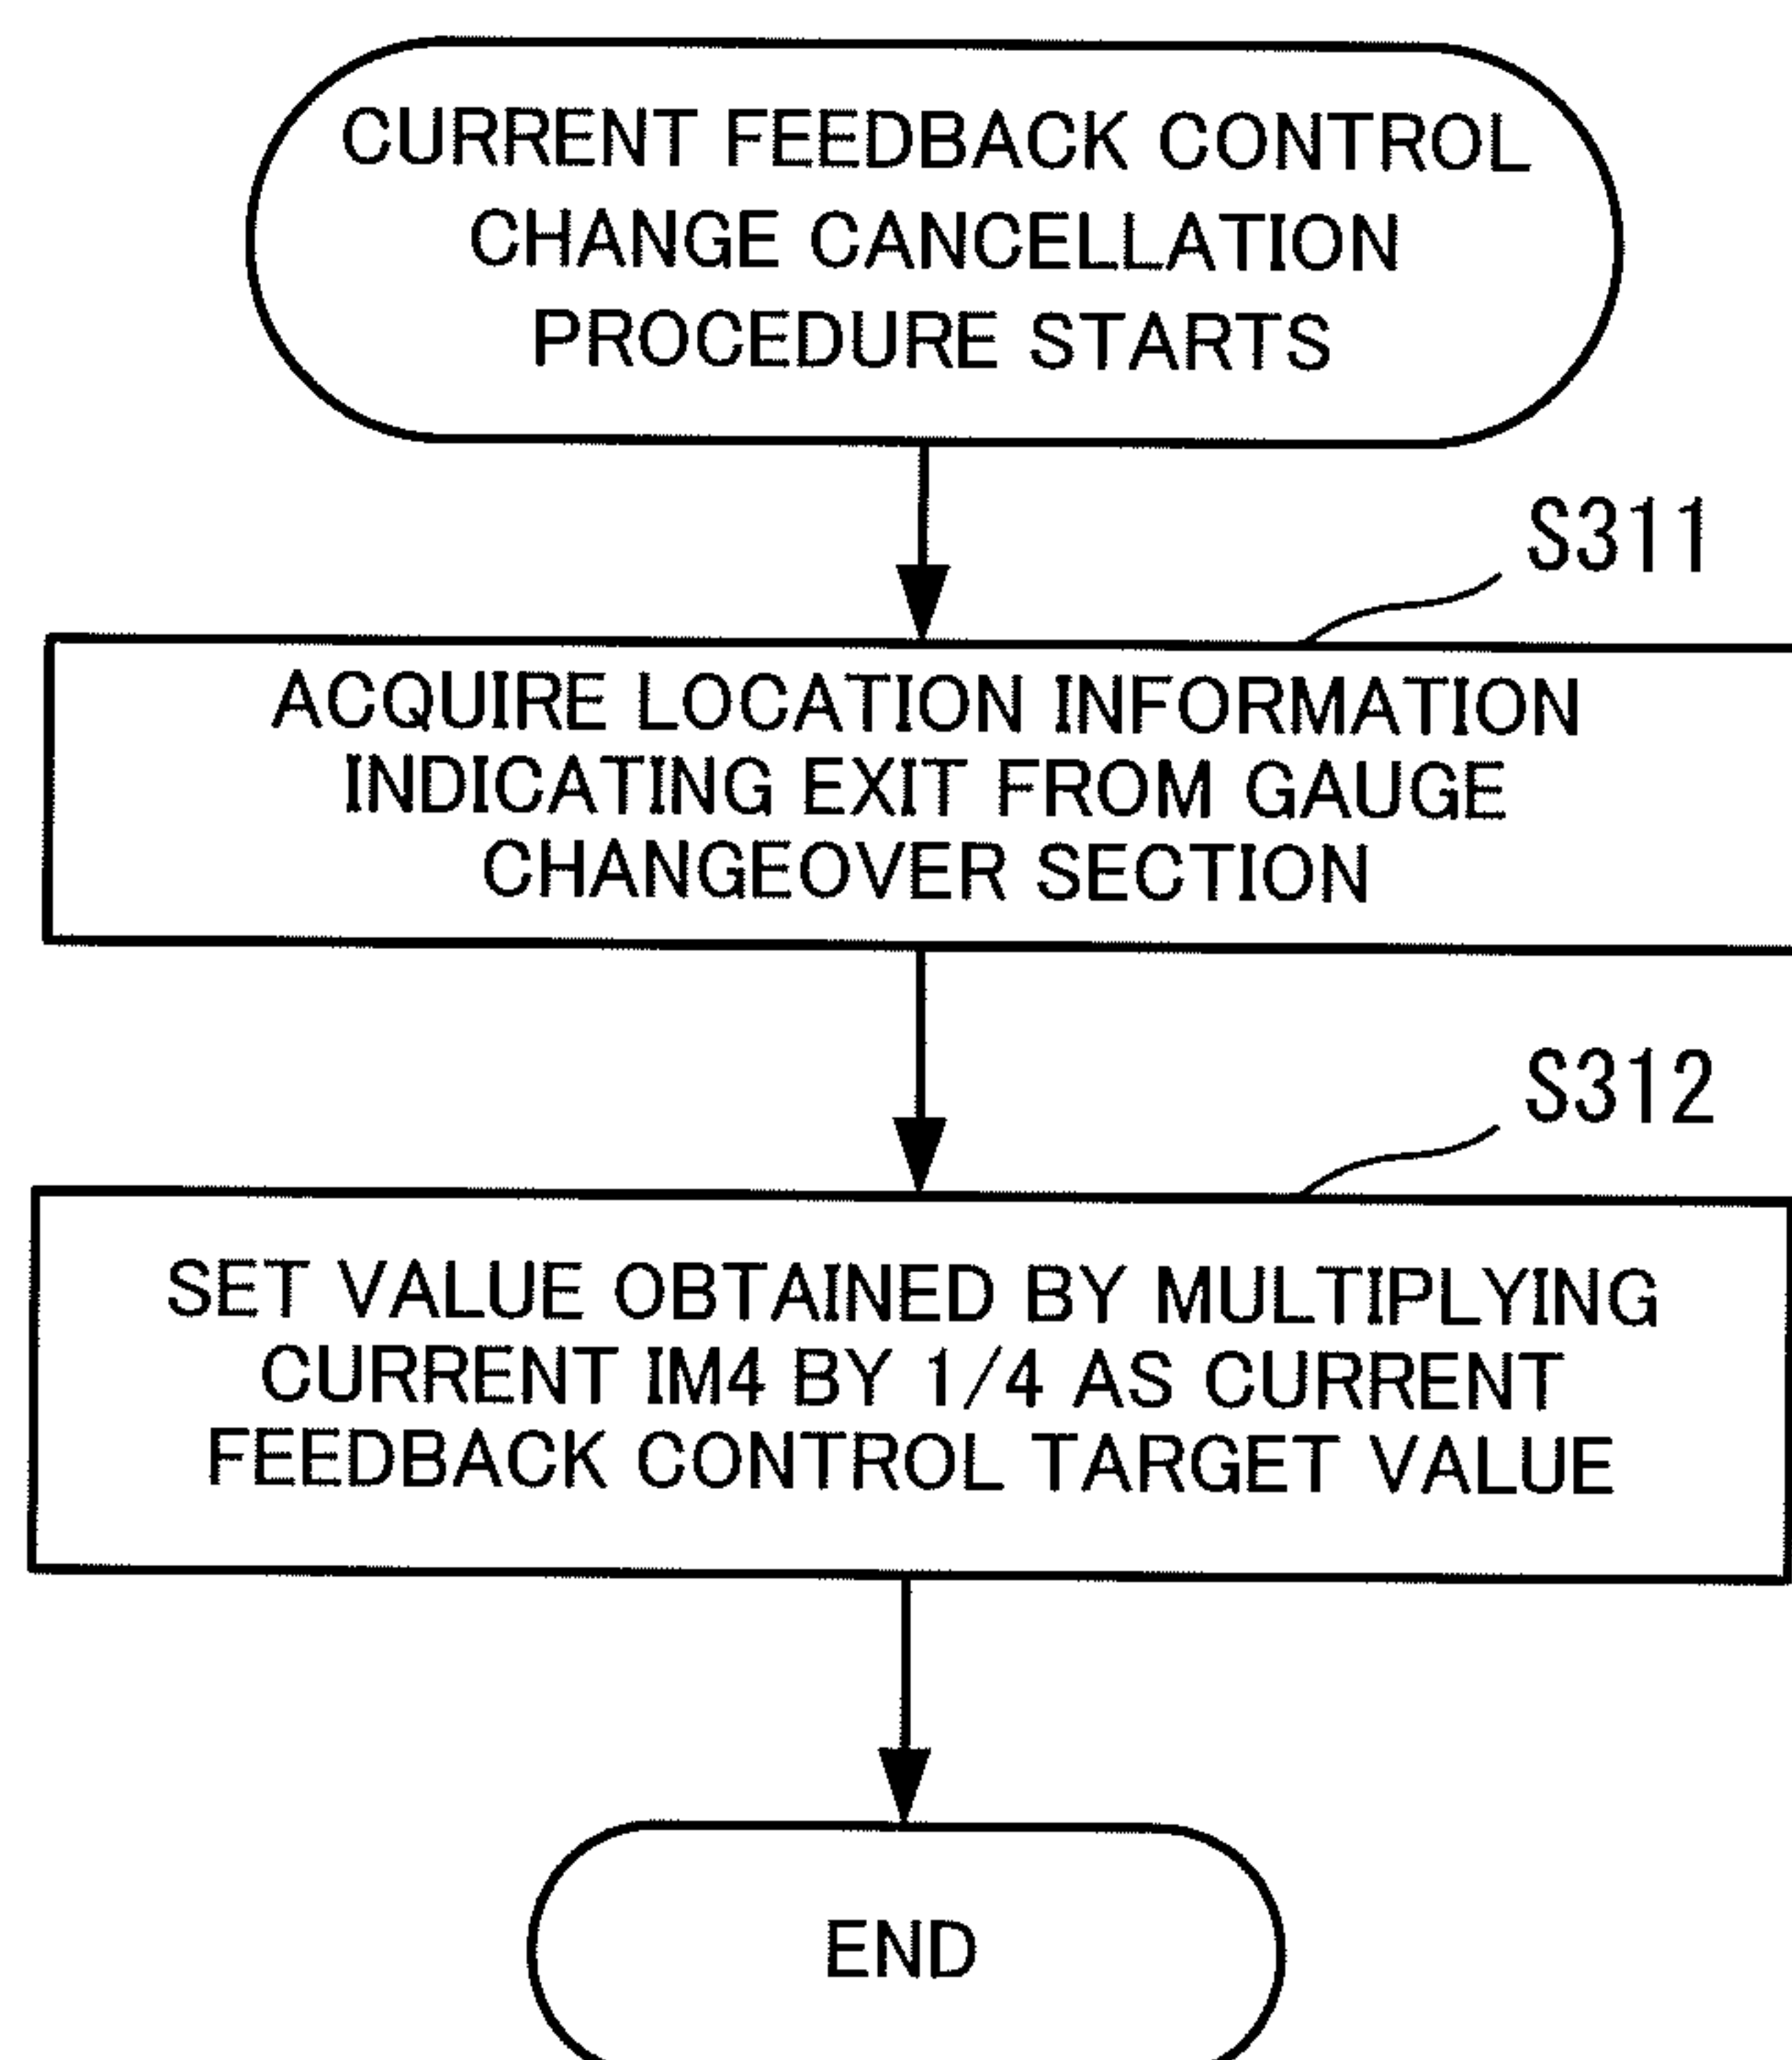 CURRENT FEEDBACK CONTROL
CHANGE CANCELLATION
PROCEDURE STARTS
S311
ACQUIRE LOCATION INFORMATION
INDICATING EXIT FROM GAUGE
CHANGEOVER SECTION
S312
SET VALUE OBTAINED BY MULTIPLYING
CURRENT IM4 BY 1/4 AS CURRENT
FEEDBACK CONTROL TARGET VALUE
END